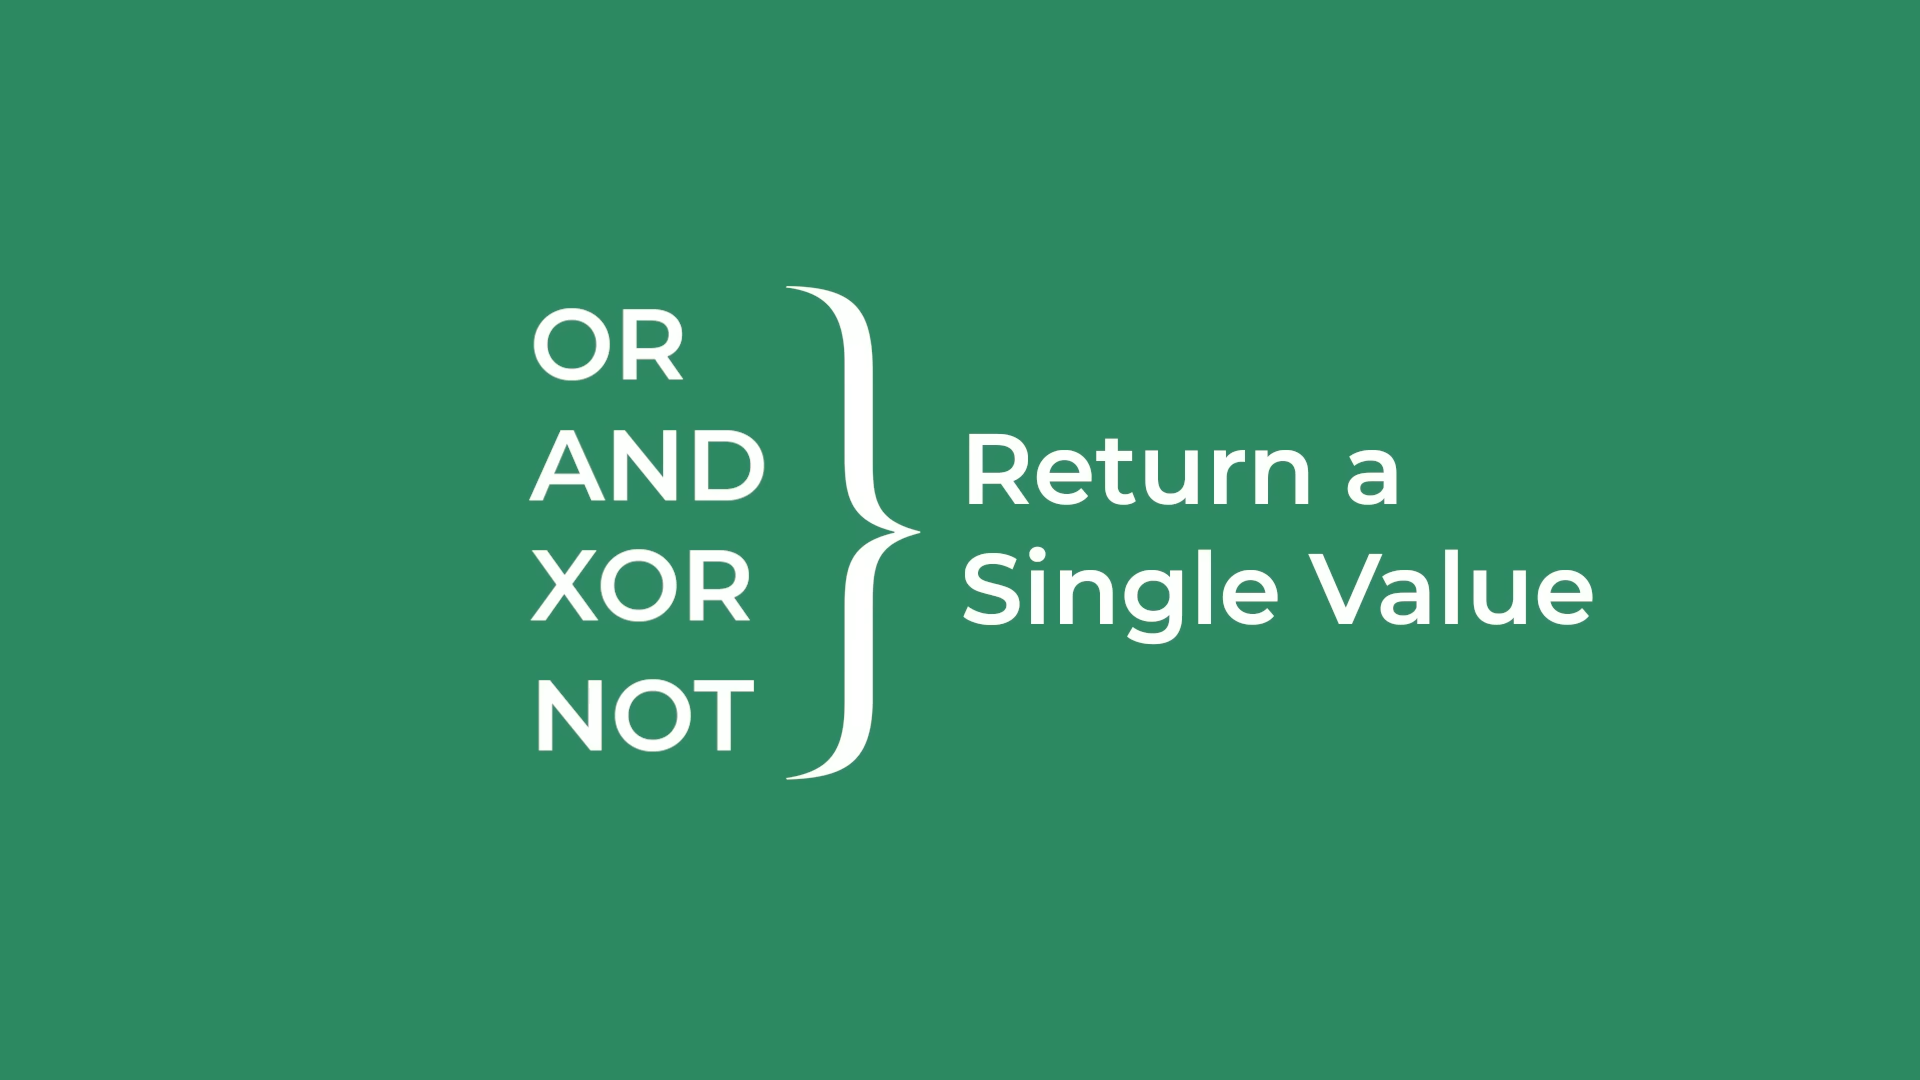 OR
AND
XOR
NOT
Return a
Single Value